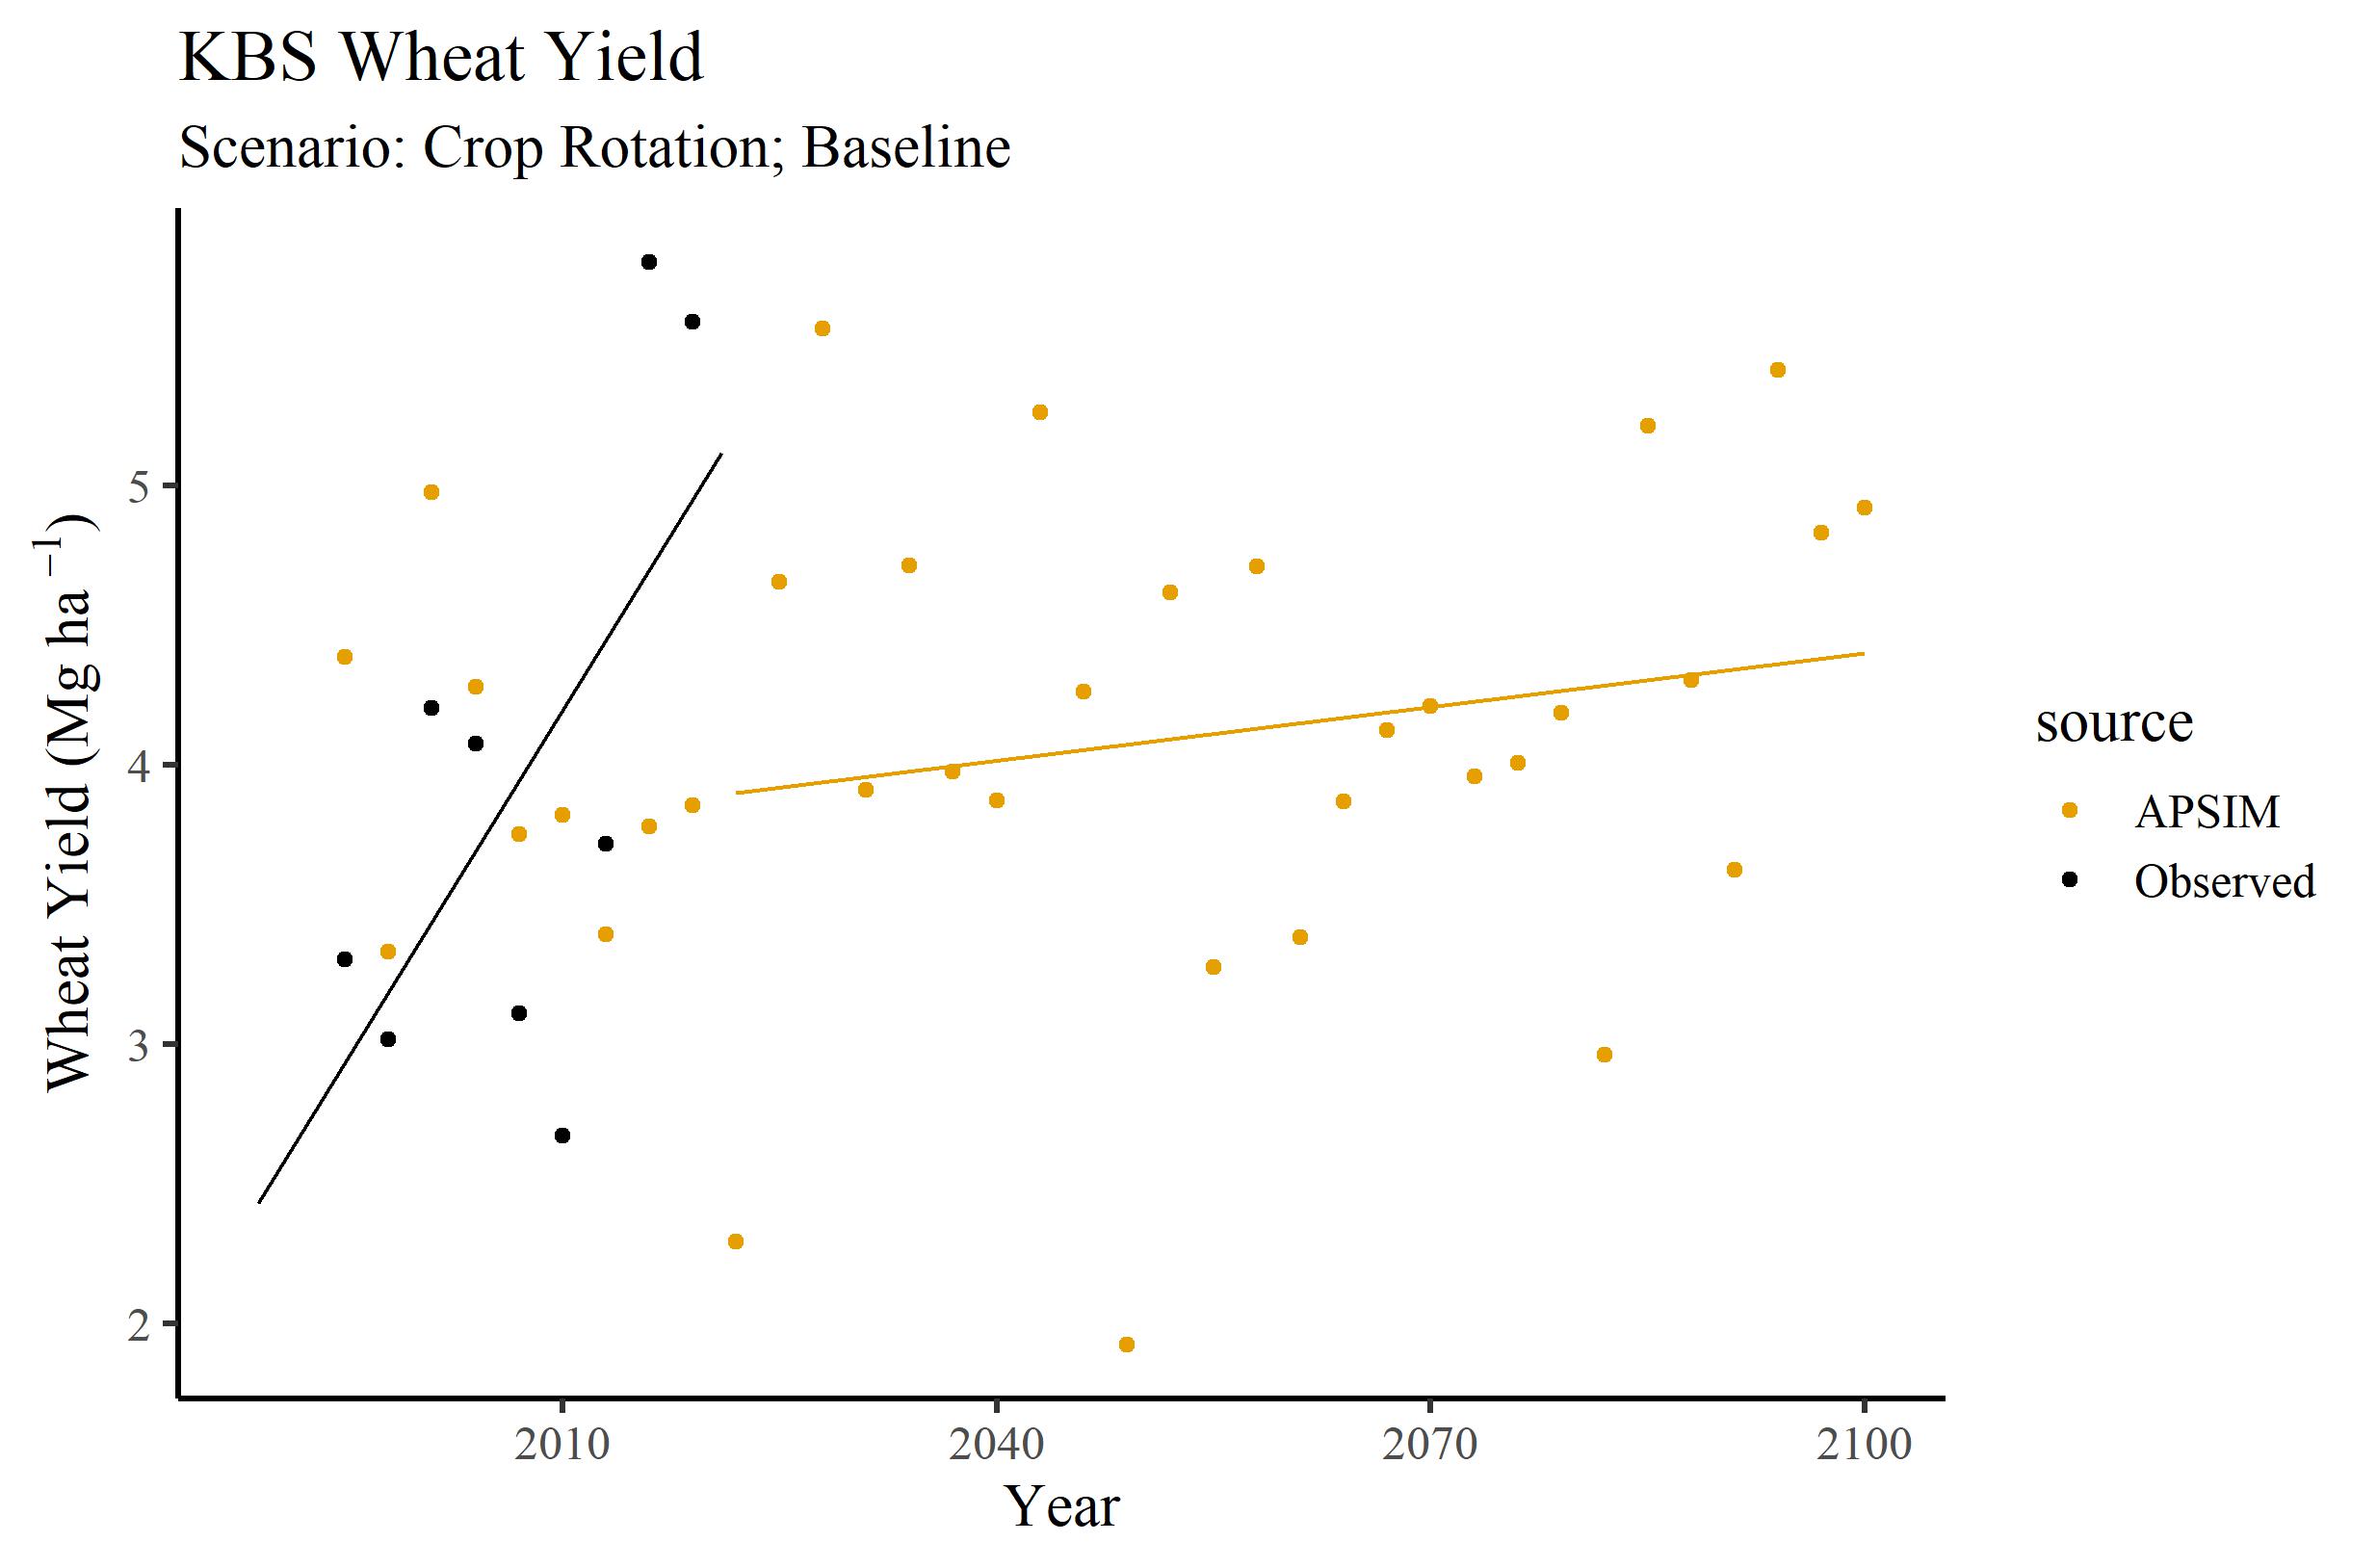 KBS Wheat Yield
Scenario: Crop Rotation; Baseline
Wheat Yield (Mg ha⁻¹)
5
4
3
2
2010 2040 2070 2100
Year
source
APSIM
Observed